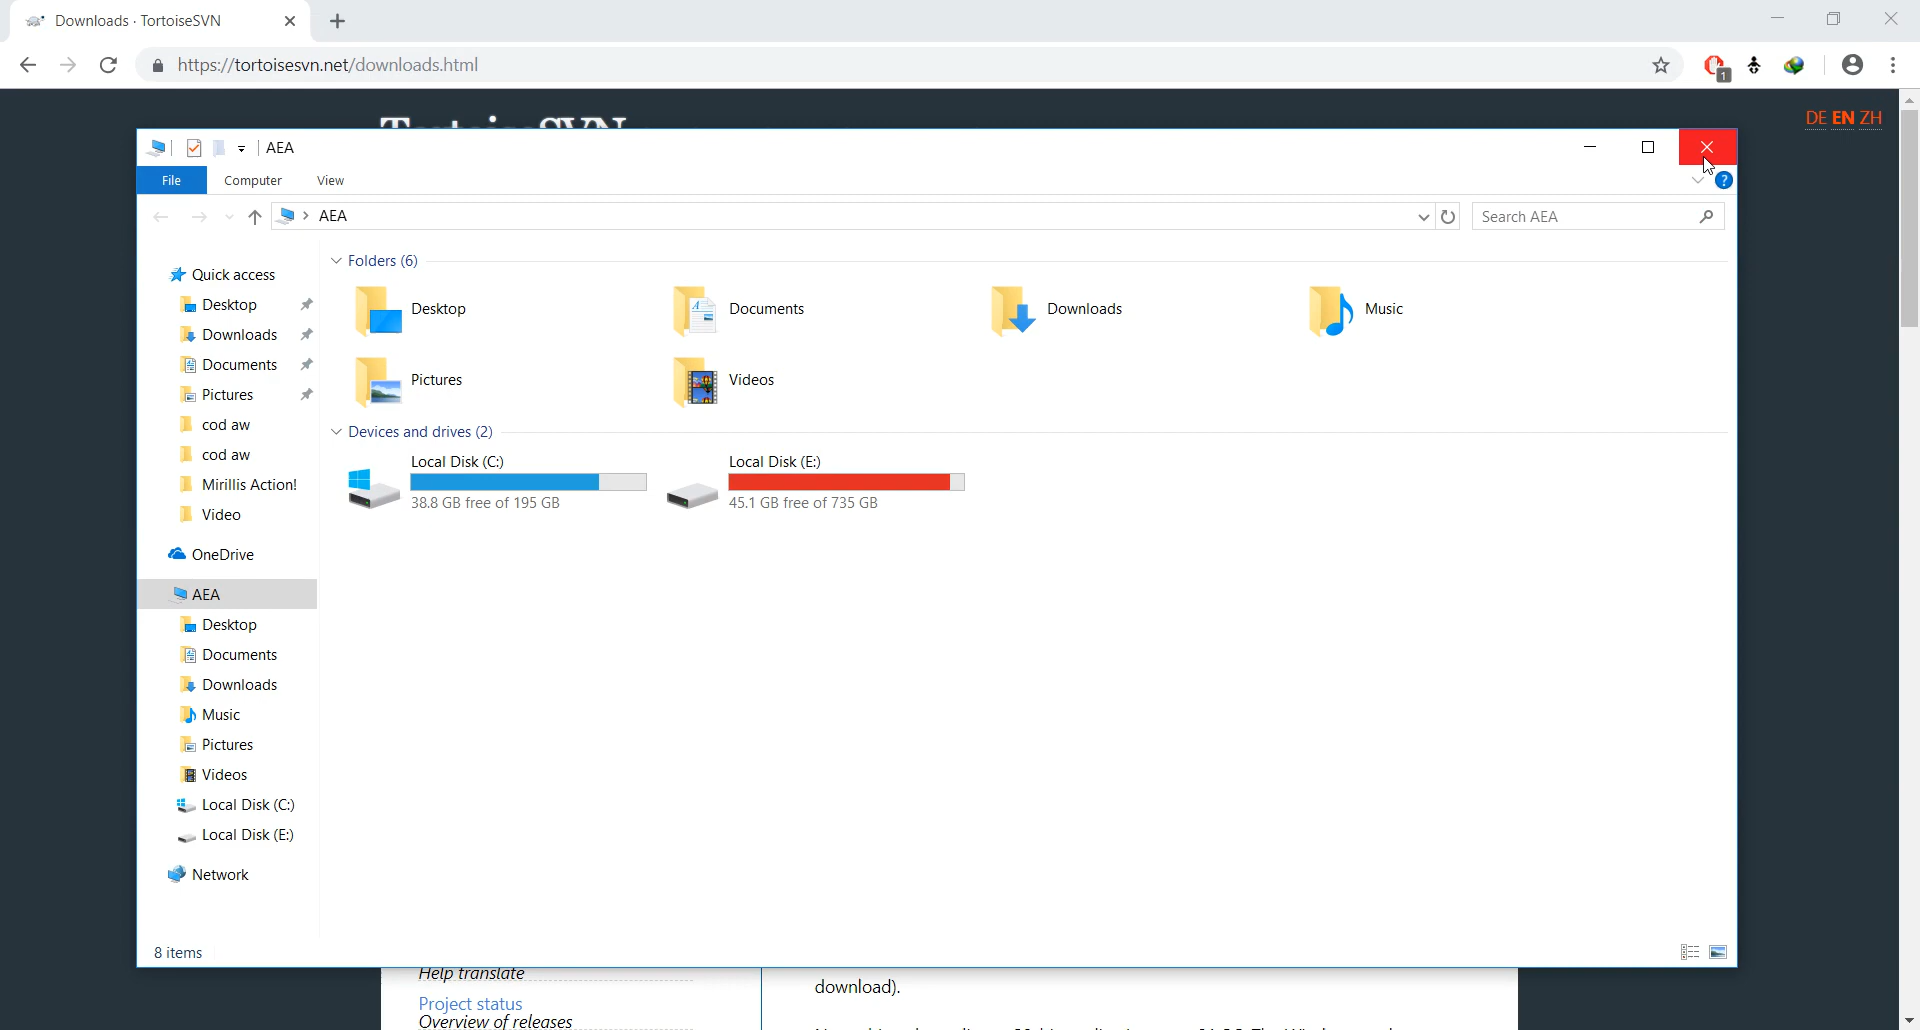 Downloads · TortoiseSVN
https://tortoisesvn.net/downloads.html
1
TortoiseSVN
DE EN ZH
AEA
File Computer View
?
AEA
Search AEA
Quick access
Desktop
Downloads
Documents
Pictures
cod aw
cod aw
Mirillis Action!
Video
OneDrive
AEA
Desktop
Documents
Downloads
Music
Pictures
Videos
Local Disk (C:)
Local Disk (E:)
Network
Folders (6)
Desktop
Documents
Downloads
Music
Pictures
Videos
Devices and drives (2)
Local Disk (C:)
38.8 GB free of 195 GB
Local Disk (E:)
45.1 GB free of 735 GB
8 items
Help translate
Project status
Overview of releases
download).